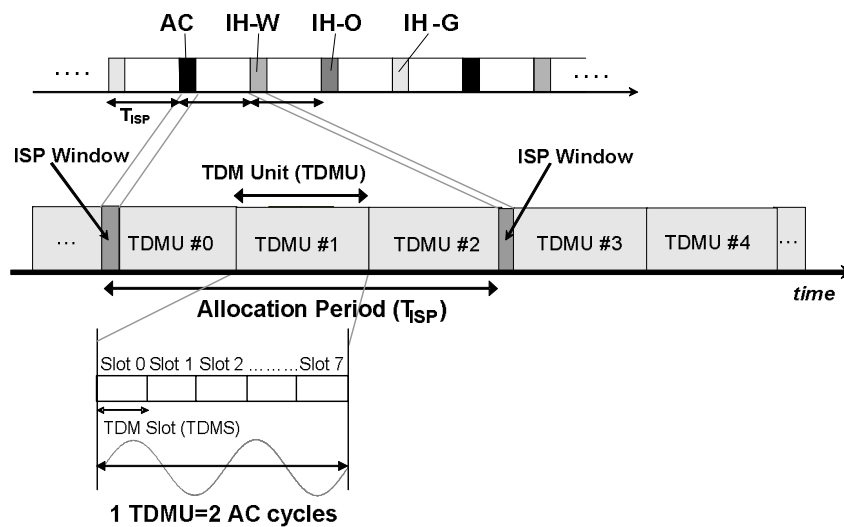 AC IH-W IH-O IH -G
.... ....
TISP
ISP Window
TDM Unit (TDMU)
ISP Window
... TDMU #0 TDMU #1 TDMU #2 TDMU #3 TDMU #4 ...
time
Allocation Period (TISP)
Slot 0 Slot 1 Slot 2 ......... Slot 7
TDM Slot (TDMS)
1 TDMU=2 AC cycles